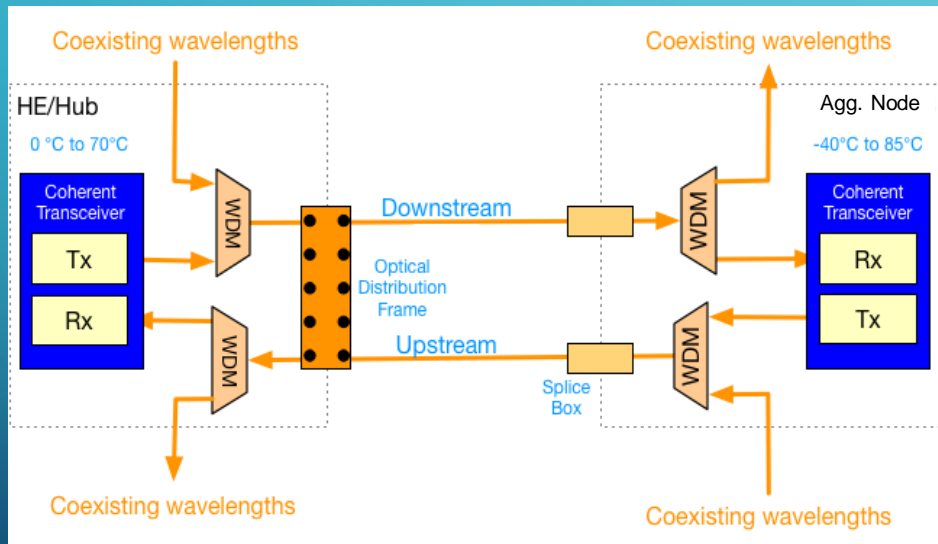 Coexisting wavelengths
Coexisting wavelengths
HE/Hub
Agg. Node
0 °C to 70°C
-40°C to 85°C
Coherent
Transceiver
Tx
Rx
WDM
WDM
Optical
Distribution
Frame
Downstream
Upstream
Splice
Box
WDM
WDM
Coherent
Transceiver
Rx
Tx
Coexisting wavelengths
Coexisting wavelengths